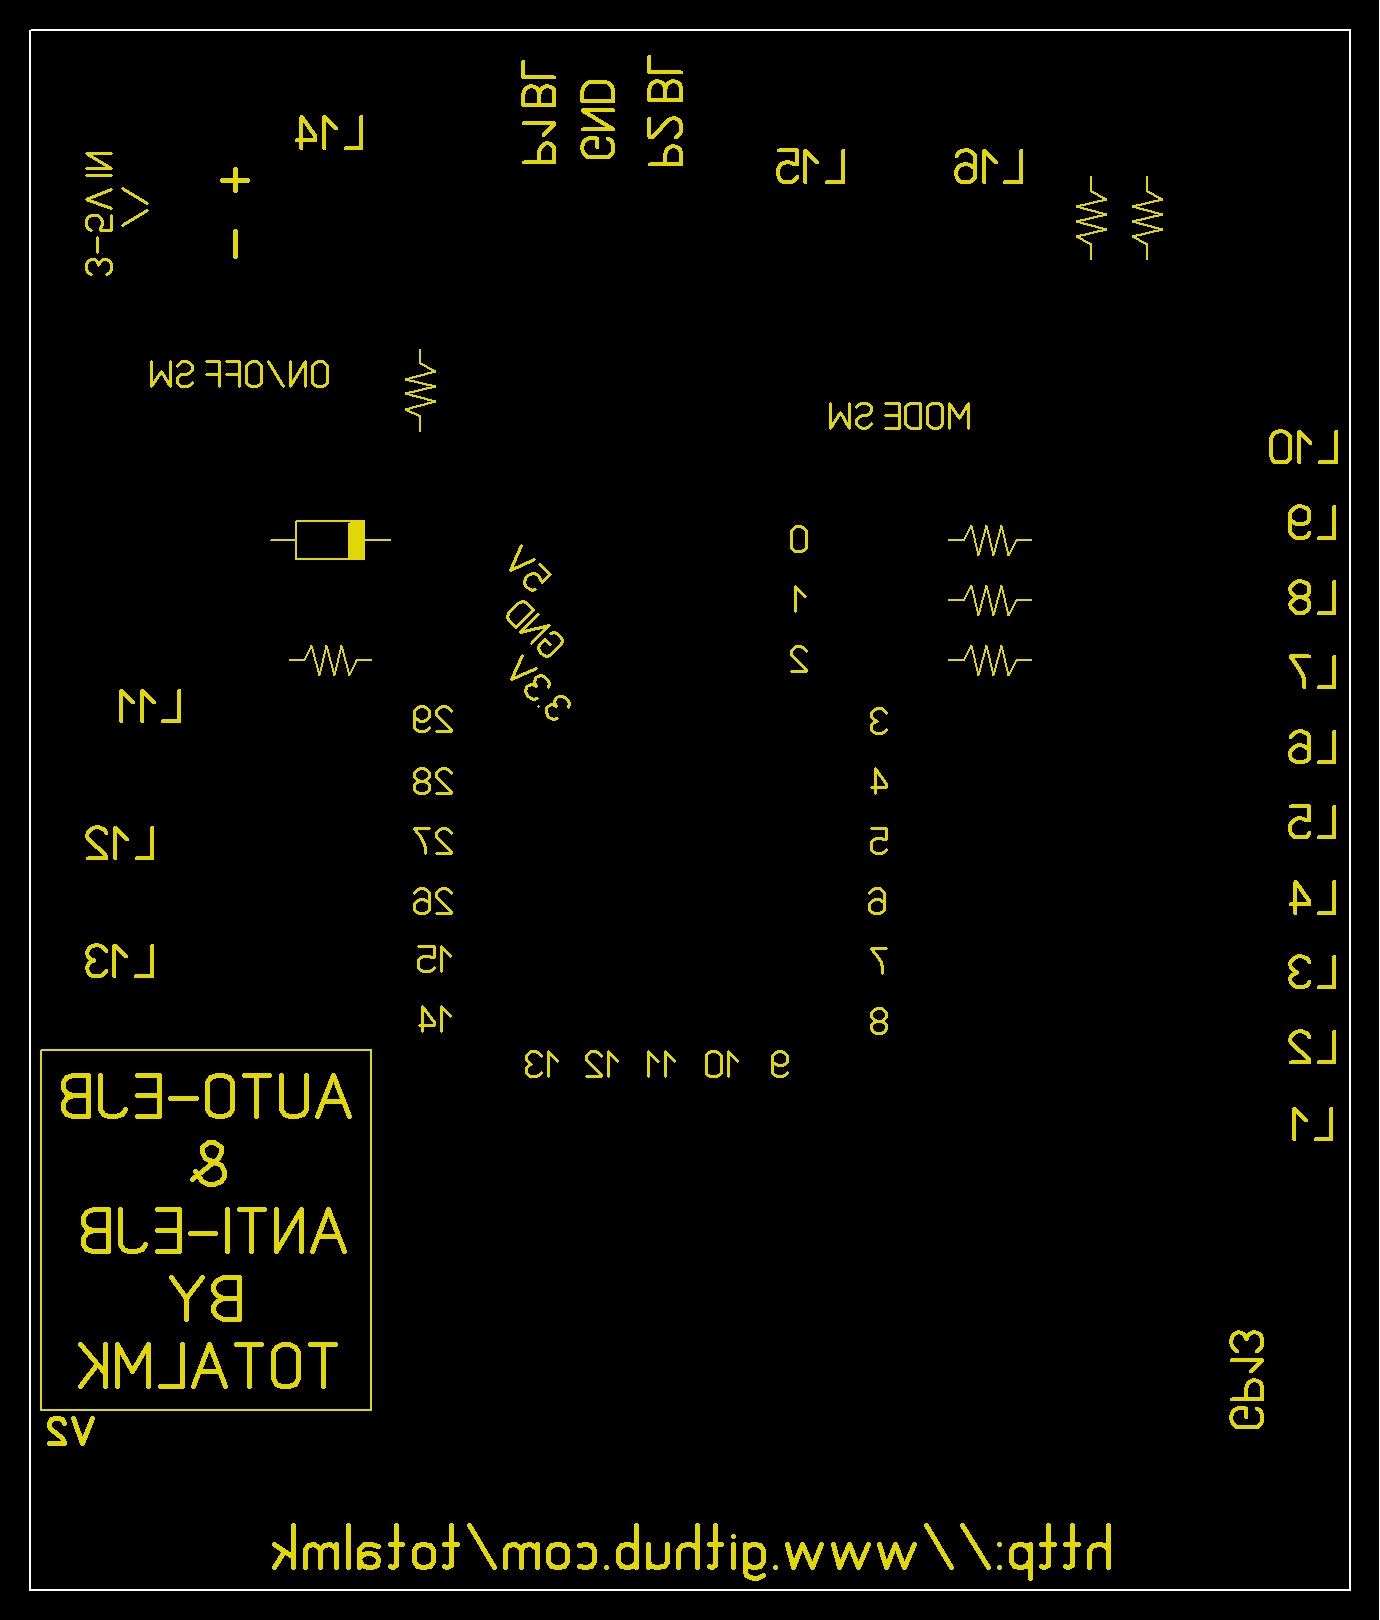 P1 BL
GND
P2 BL
L14
3-5V IN
+
-
L15
L16
ON/OFF SW
MODE SW
L10
L9
L8
L7
L6
L5
L4
L3
L2
L1
5V
GND
3.3V
0
1
2
3
4
5
6
7
8
29
28
27
26
15
14
13
12
11
10
9
L11
L12
L13
AUTO-EJB
&
ANTI-EJB
BY
TOTALMK
V2
GP13
http://www.github.com/totalmk